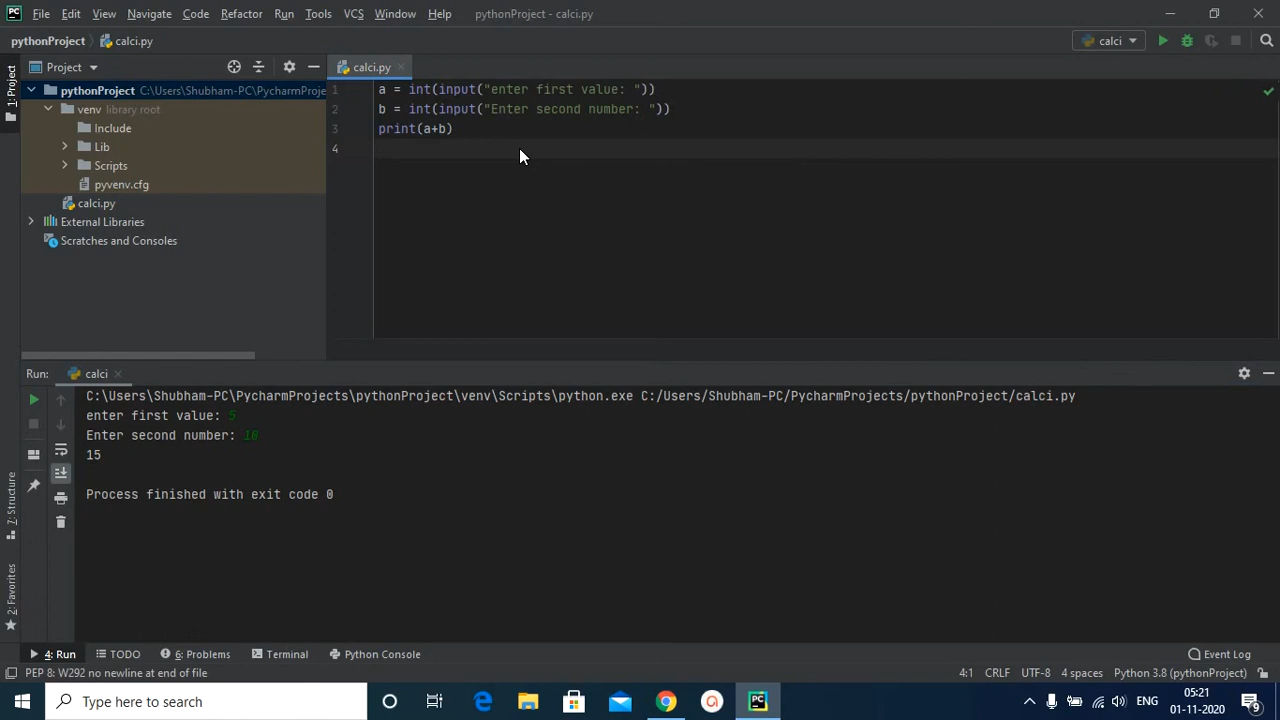 File Edit View Navigate Code Refactor Run Tools VCS Window Help pythonProject - calci.py
pythonProject calci.py calci
1: Project
Project
calci.py
pythonProject C:\Users\Shubham-PC\PycharmProje
venv library root
Include
Lib
Scripts
pyvenv.cfg
calci.py
External Libraries
Scratches and Consoles
1 a = int(input("enter first value: "))
2 b = int(input("Enter second number: "))
3 print(a+b)
4
Run: calci
C:\Users\Shubham-PC\PycharmProjects\pythonProject\venv\Scripts\python.exe C:/Users/Shubham-PC/PycharmProjects/pythonProject/calci.py
enter first value: 5
Enter second number: 10
15
Process finished with exit code 0
7: Structure
2: Favorites
4: Run TODO 6: Problems Terminal Python Console Event Log
PEP 8: W292 no newline at end of file 4:1 CRLF UTF-8 4 spaces Python 3.8 (pythonProject)
Type here to search ENG 05:21
01-11-2020 9